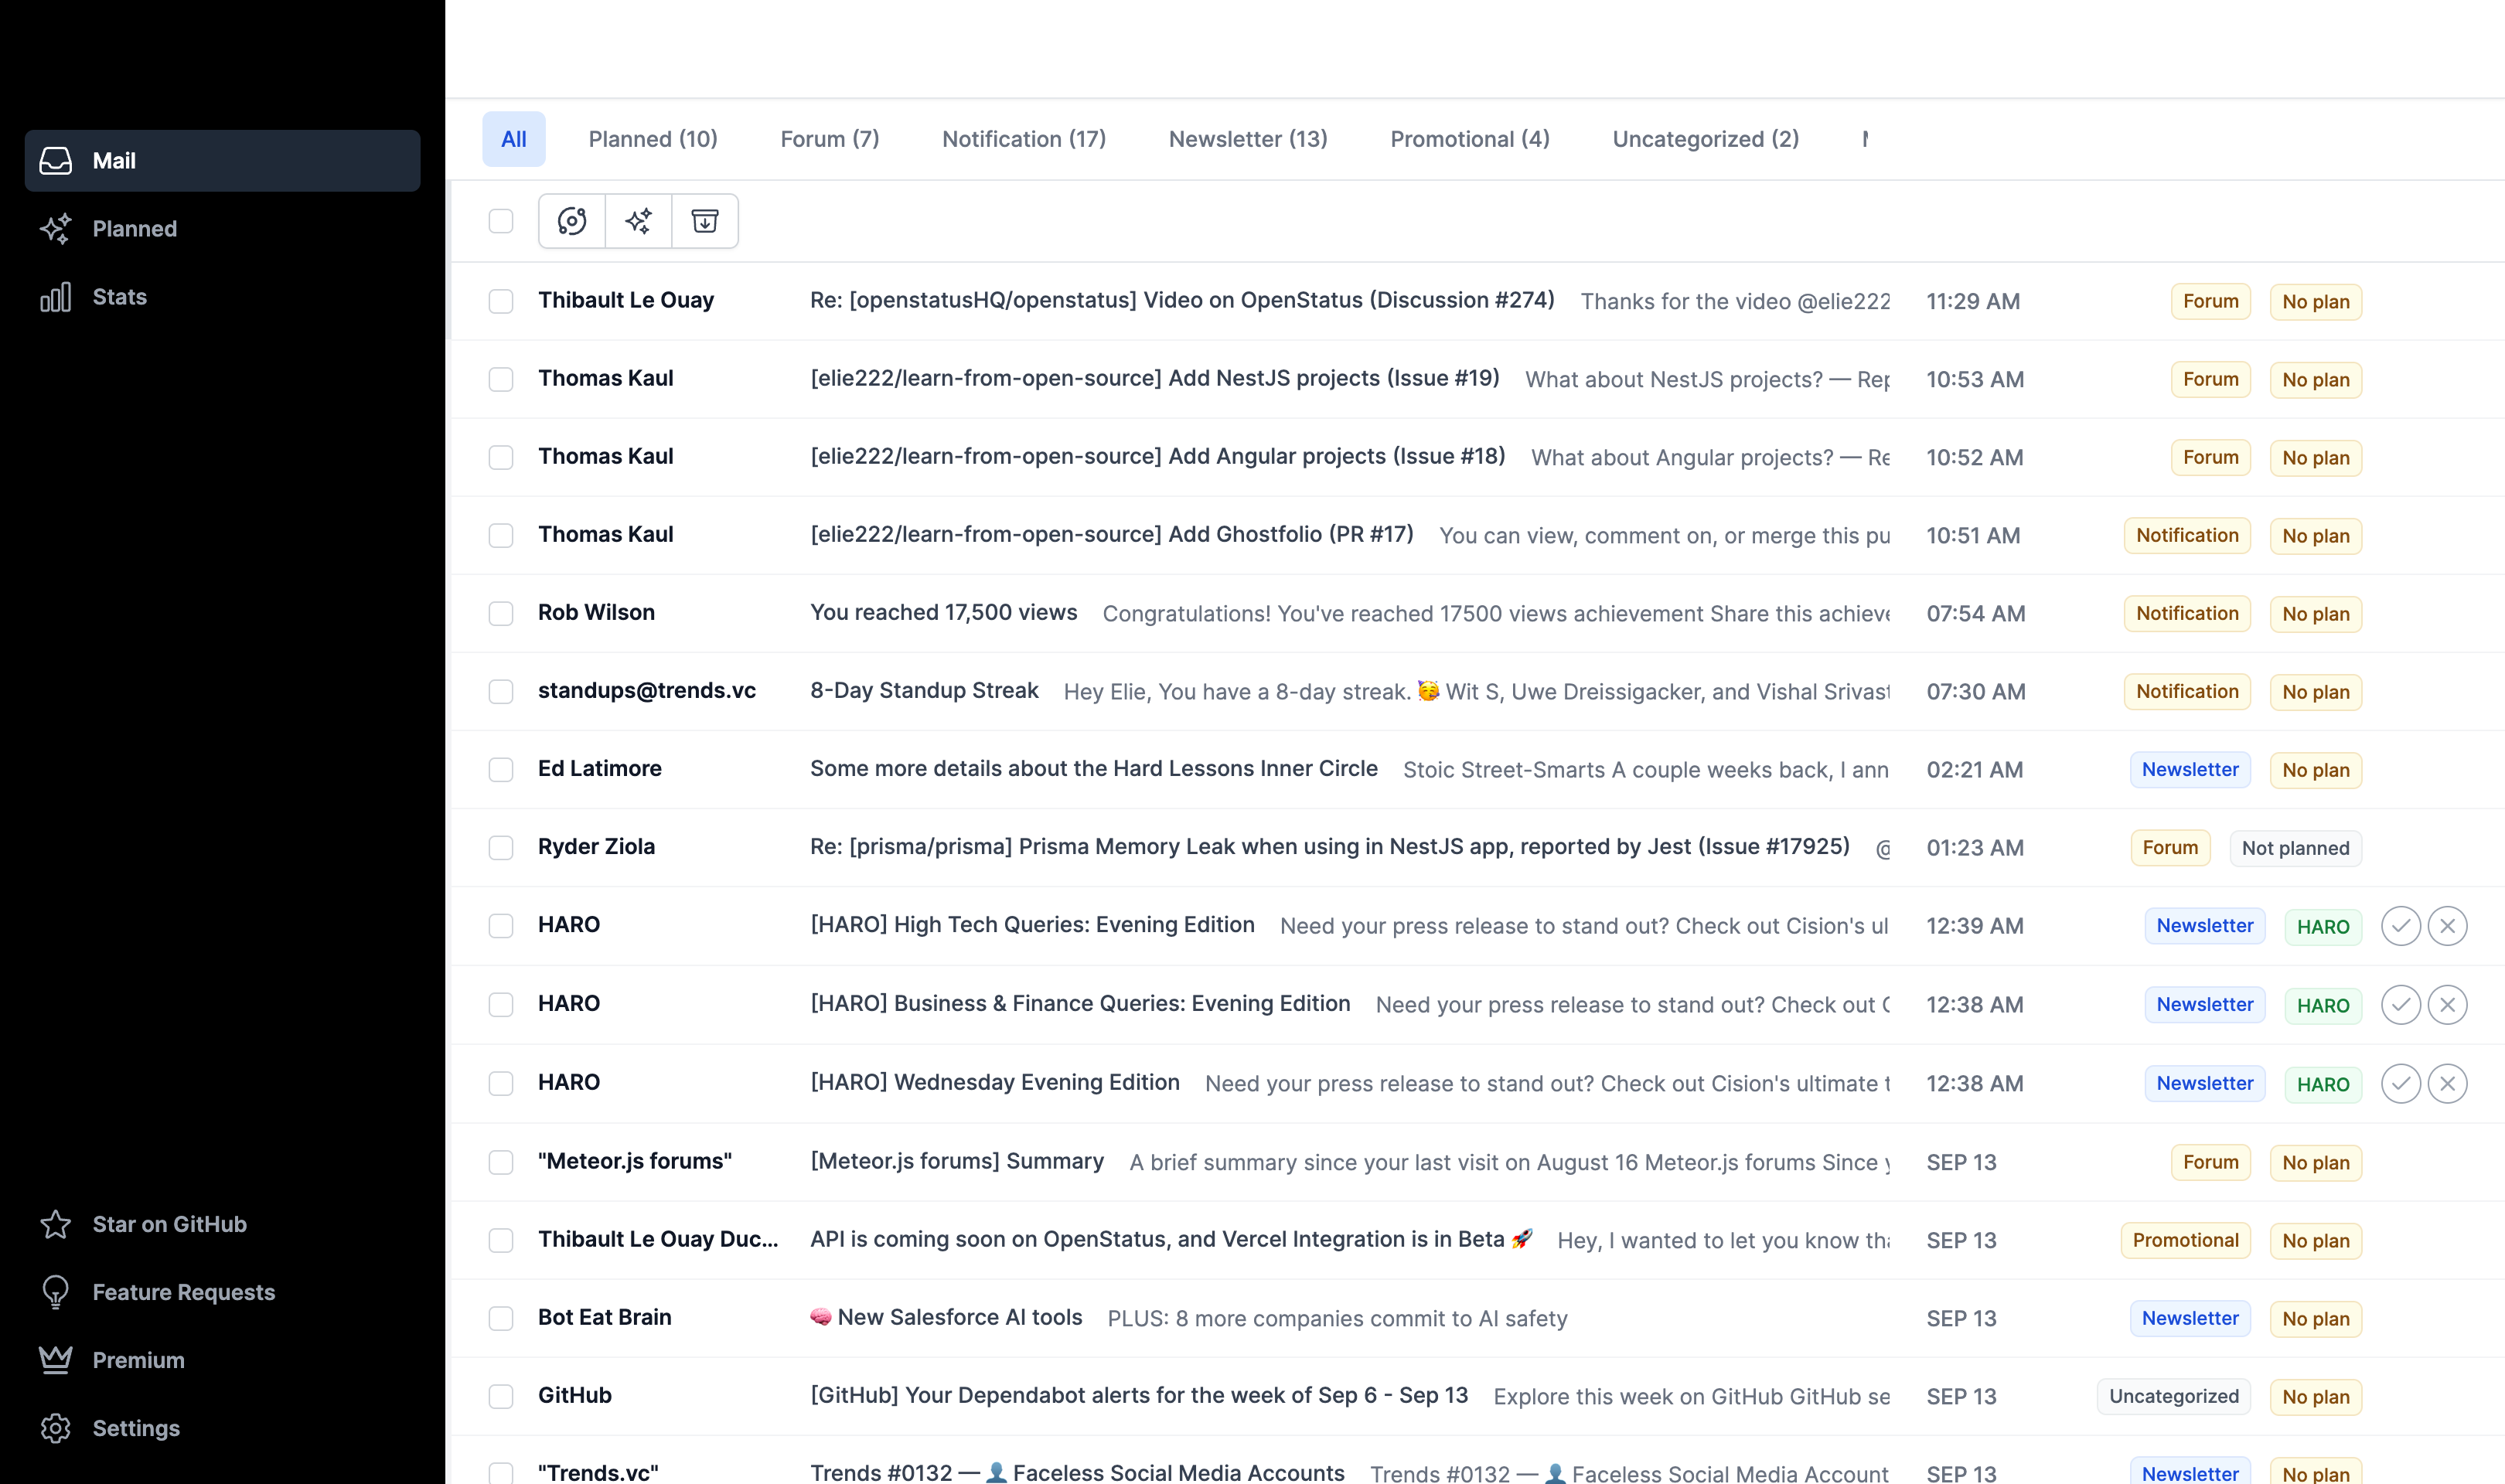 Mail
Planned
Stats
Star on GitHub
Feature Requests
Premium
Settings
All Planned (10) Forum (7) Notification (17) Newsletter (13) Promotional (4) Uncategorized (2)
Thibault Le Ouay Re: [openstatusHQ/openstatus] Video on OpenStatus (Discussion #274) Thanks for the video @elie222 11:29 AM Forum No plan
Thomas Kaul [elie222/learn-from-open-source] Add NestJS projects (Issue #19) What about NestJS projects? — Rep 10:53 AM Forum No plan
Thomas Kaul [elie222/learn-from-open-source] Add Angular projects (Issue #18) What about Angular projects? — Re 10:52 AM Forum No plan
Thomas Kaul [elie222/learn-from-open-source] Add Ghostfolio (PR #17) You can view, comment on, or merge this pu 10:51 AM Notification No plan
Rob Wilson You reached 17,500 views Congratulations! You've reached 17500 views achievement Share this achieve 07:54 AM Notification No plan
standups@trends.vc 8-Day Standup Streak Hey Elie, You have a 8-day streak. 🥳 Wit S, Uwe Dreissigacker, and Vishal Srivast 07:30 AM Notification No plan
Ed Latimore Some more details about the Hard Lessons Inner Circle Stoic Street-Smarts A couple weeks back, I ann 02:21 AM Newsletter No plan
Ryder Ziola Re: [prisma/prisma] Prisma Memory Leak when using in NestJS app, reported by Jest (Issue #17925) @ 01:23 AM Forum Not planned
HARO [HARO] High Tech Queries: Evening Edition Need your press release to stand out? Check out Cision's ul 12:39 AM Newsletter HARO
HARO [HARO] Business & Finance Queries: Evening Edition Need your press release to stand out? Check out C 12:38 AM Newsletter HARO
HARO [HARO] Wednesday Evening Edition Need your press release to stand out? Check out Cision's ultimate t 12:38 AM Newsletter HARO
"Meteor.js forums" [Meteor.js forums] Summary A brief summary since your last visit on August 16 Meteor.js forums Since y SEP 13 Forum No plan
Thibault Le Ouay Duc... API is coming soon on OpenStatus, and Vercel Integration is in Beta 🚀 Hey, I wanted to let you know tha SEP 13 Promotional No plan
Bot Eat Brain 🧠 New Salesforce AI tools PLUS: 8 more companies commit to AI safety SEP 13 Newsletter No plan
GitHub [GitHub] Your Dependabot alerts for the week of Sep 6 - Sep 13 Explore this week on GitHub GitHub se SEP 13 Uncategorized No plan
"Trends.vc" Trends #0132 — 👤 Faceless Social Media Accounts Trends #0132 — 👤 Faceless Social Media Account SEP 13 Newsletter No plan